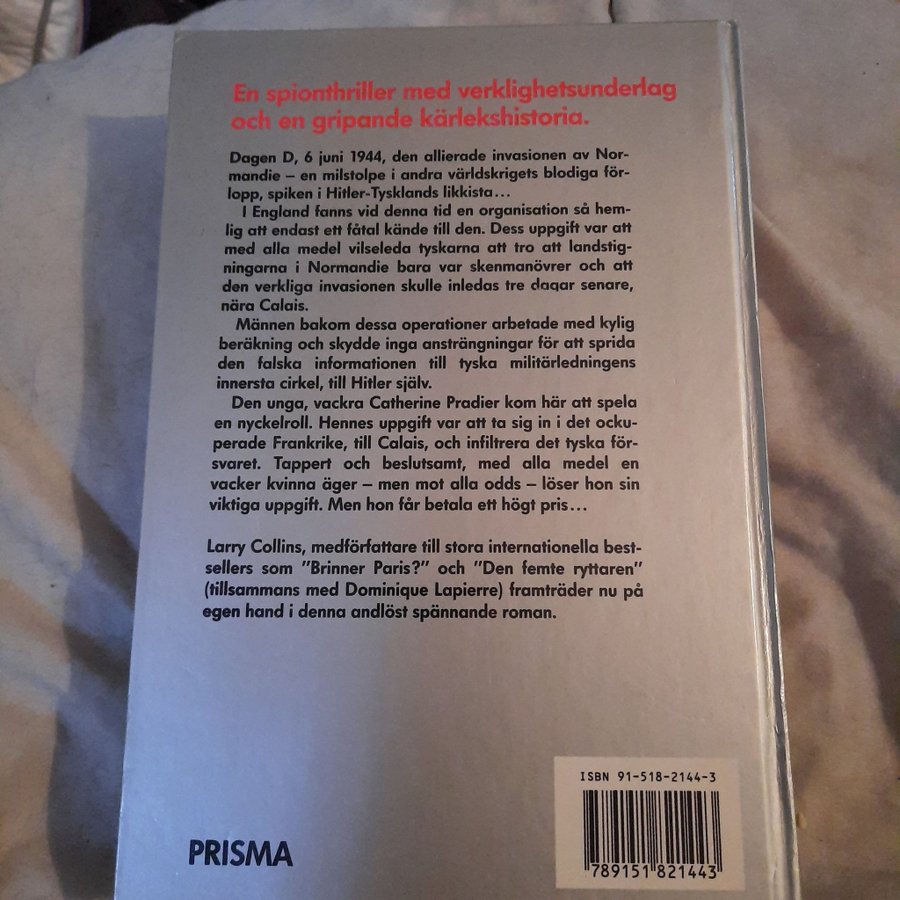 En spionthriller med verklighetsunderlag
och en gripande kärlekshistoria.
Dagen D, 6 juni 1944, den allierade invasionen av Nor-
mandie – en milstolpe i andra världskrigets blodiga för-
lopp, spiken i Hitler-Tysklands likkista...
I England fanns vid denna tid en organisation så hem-
lig att endast ett fåtal kände till den. Dess uppgift var att
med alla medel vilseleda tyskarna att tro att landstig-
ningarna i Normandie bara var skenmanövrer och att
den verkliga invasionen skulle inledas tre dagar senare,
nära Calais.
Männen bakom dessa operationer arbetade med kylig
beräkning och skydde inga ansträngningar för att sprida
den falska informationen till tyska militärledningens
innersta cirkel, till Hitler själv.
Den unga, vackra Catherine Pradier kom här att spela
en nyckelroll. Hennes uppgift var att ta sig in i det ocku-
perade Frankrike, till Calais, och infiltrera det tyska för-
svaret. Tappert och beslutsamt, med alla medel en
vacker kvinna äger – men mot alla odds – löser hon sin
viktiga uppgift. Men hon får betala ett högt pris...
Larry Collins, medförfattare till stora internationella best-
sellers som ”Brinner Paris?” och ”Den femte ryttaren”
(tillsammans med Dominique Lapierre) framträder nu på
egen hand i denna andlöst spännande roman.
ISBN 91-518-2144-3
789151 821443
PRISMA